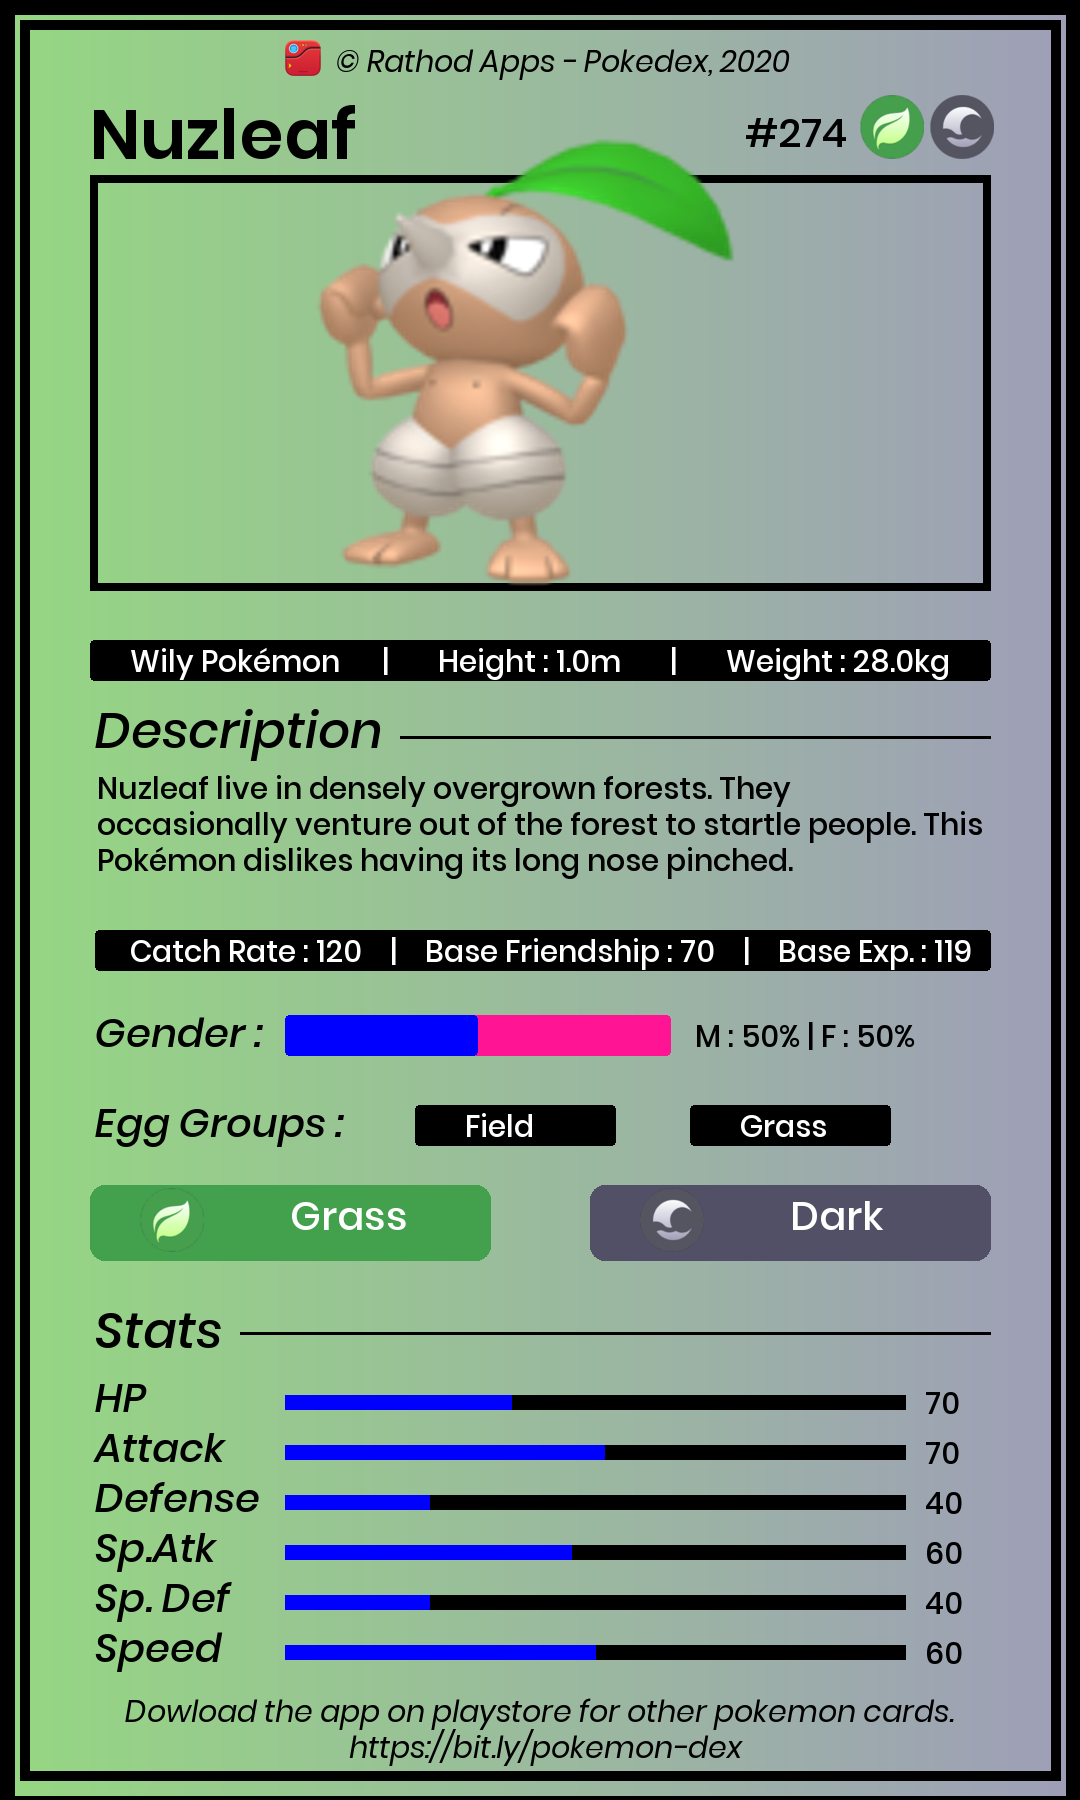 © Rathod Apps - Pokedex, 2020
Nuzleaf
#274
Wily Pokémon | Height : 1.0m | Weight : 28.0kg
Description
Nuzleaf live in densely overgrown forests. They
occasionally venture out of the forest to startle people. This
Pokémon dislikes having its long nose pinched.
Catch Rate : 120 | Base Friendship : 70 | Base Exp. : 119
Gender : M : 50% | F : 50%
Egg Groups : Field Grass
Grass Dark
Stats
HP 70
Attack 70
Defense 40
Sp.Atk 60
Sp. Def 40
Speed 60
Dowload the app on playstore for other pokemon cards.
https://bit.ly/pokemon-dex